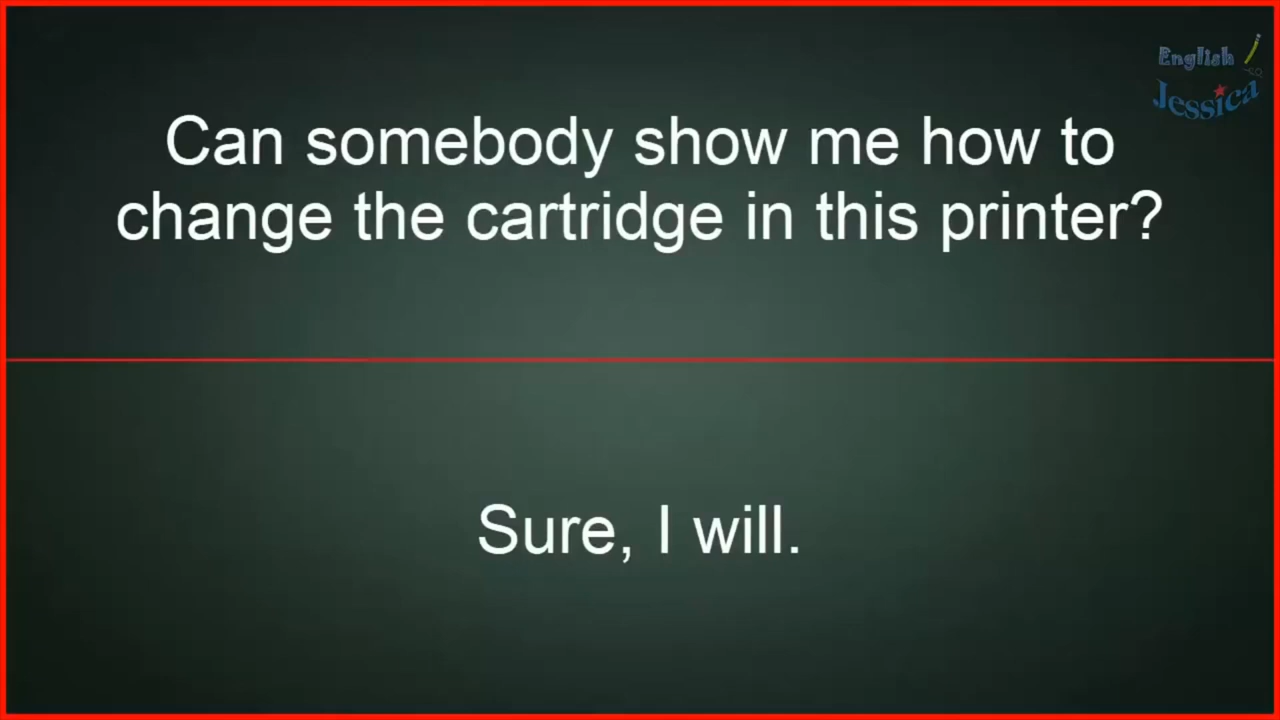 English
Jessica
Can somebody show me how to
change the cartridge in this printer?
Sure, I will.